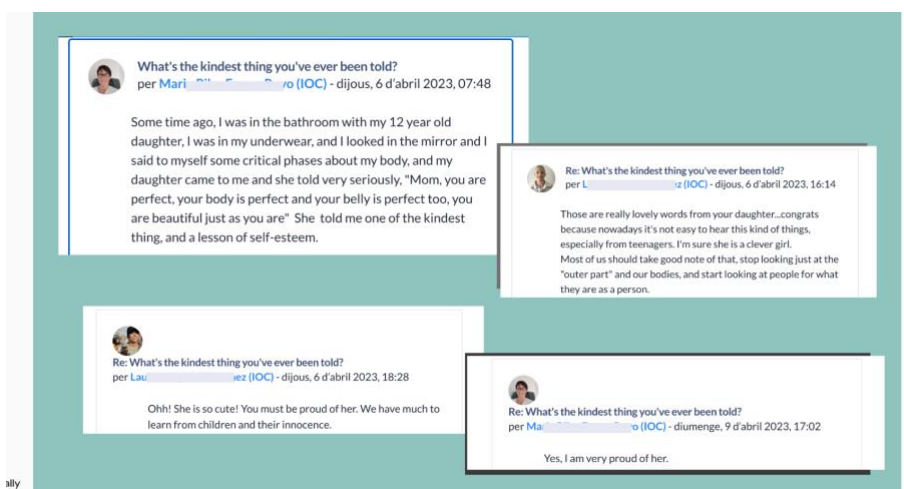 What's the kindest thing you've ever been told?
per Mari (IOC) - dijous, 6 d'abril 2023, 07:48
Some time ago, I was in the bathroom with my 12 year old
daughter, I was in my underwear, and I looked in the mirror and I
said to myself some critical phases about my body, and my
daughter came to me and she told very seriously, "Mom, you are
perfect, your body is perfect and your belly is perfect too, you
are beautiful just as you are" She told me one of the kindest
thing, and a lesson of self-esteem.
Re: What's the kindest thing you've ever been told?
per L (IOC) - dijous, 6 d'abril 2023, 16:14
Those are really lovely words from your daughter...congrats
because nowadays it's not easy to hear this kind of things,
especially from teenagers. I'm sure she is a clever girl.
Most of us should take good note of that, stop looking just at the
"outer part" and our bodies, and start looking at people for what
they are as a person.
Re: What's the kindest thing you've ever been told?
per Lau ez (IOC) - dijous, 6 d'abril 2023, 18:28
Ohh! She is so cute! You must be proud of her. We have much to
learn from children and their innocence.
Re: What's the kindest thing you've ever been told?
per Ma (IOC) - diumenge, 9 d'abril 2023, 17:02
Yes, I am very proud of her.
ally